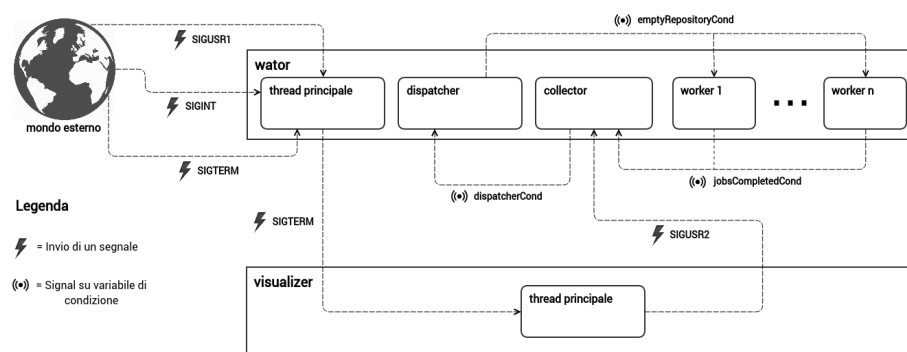 emptyRepositoryCond
SIGUSR1
wator
thread principale
dispatcher
collector
worker 1
worker n
SIGINT
mondo esterno
SIGTERM
jobsCompletedCond
dispatcherCond
Legenda
SIGTERM
SIGUSR2
= Invio di un segnale
visualizer
= Signal su variabile di
condizione
thread principale